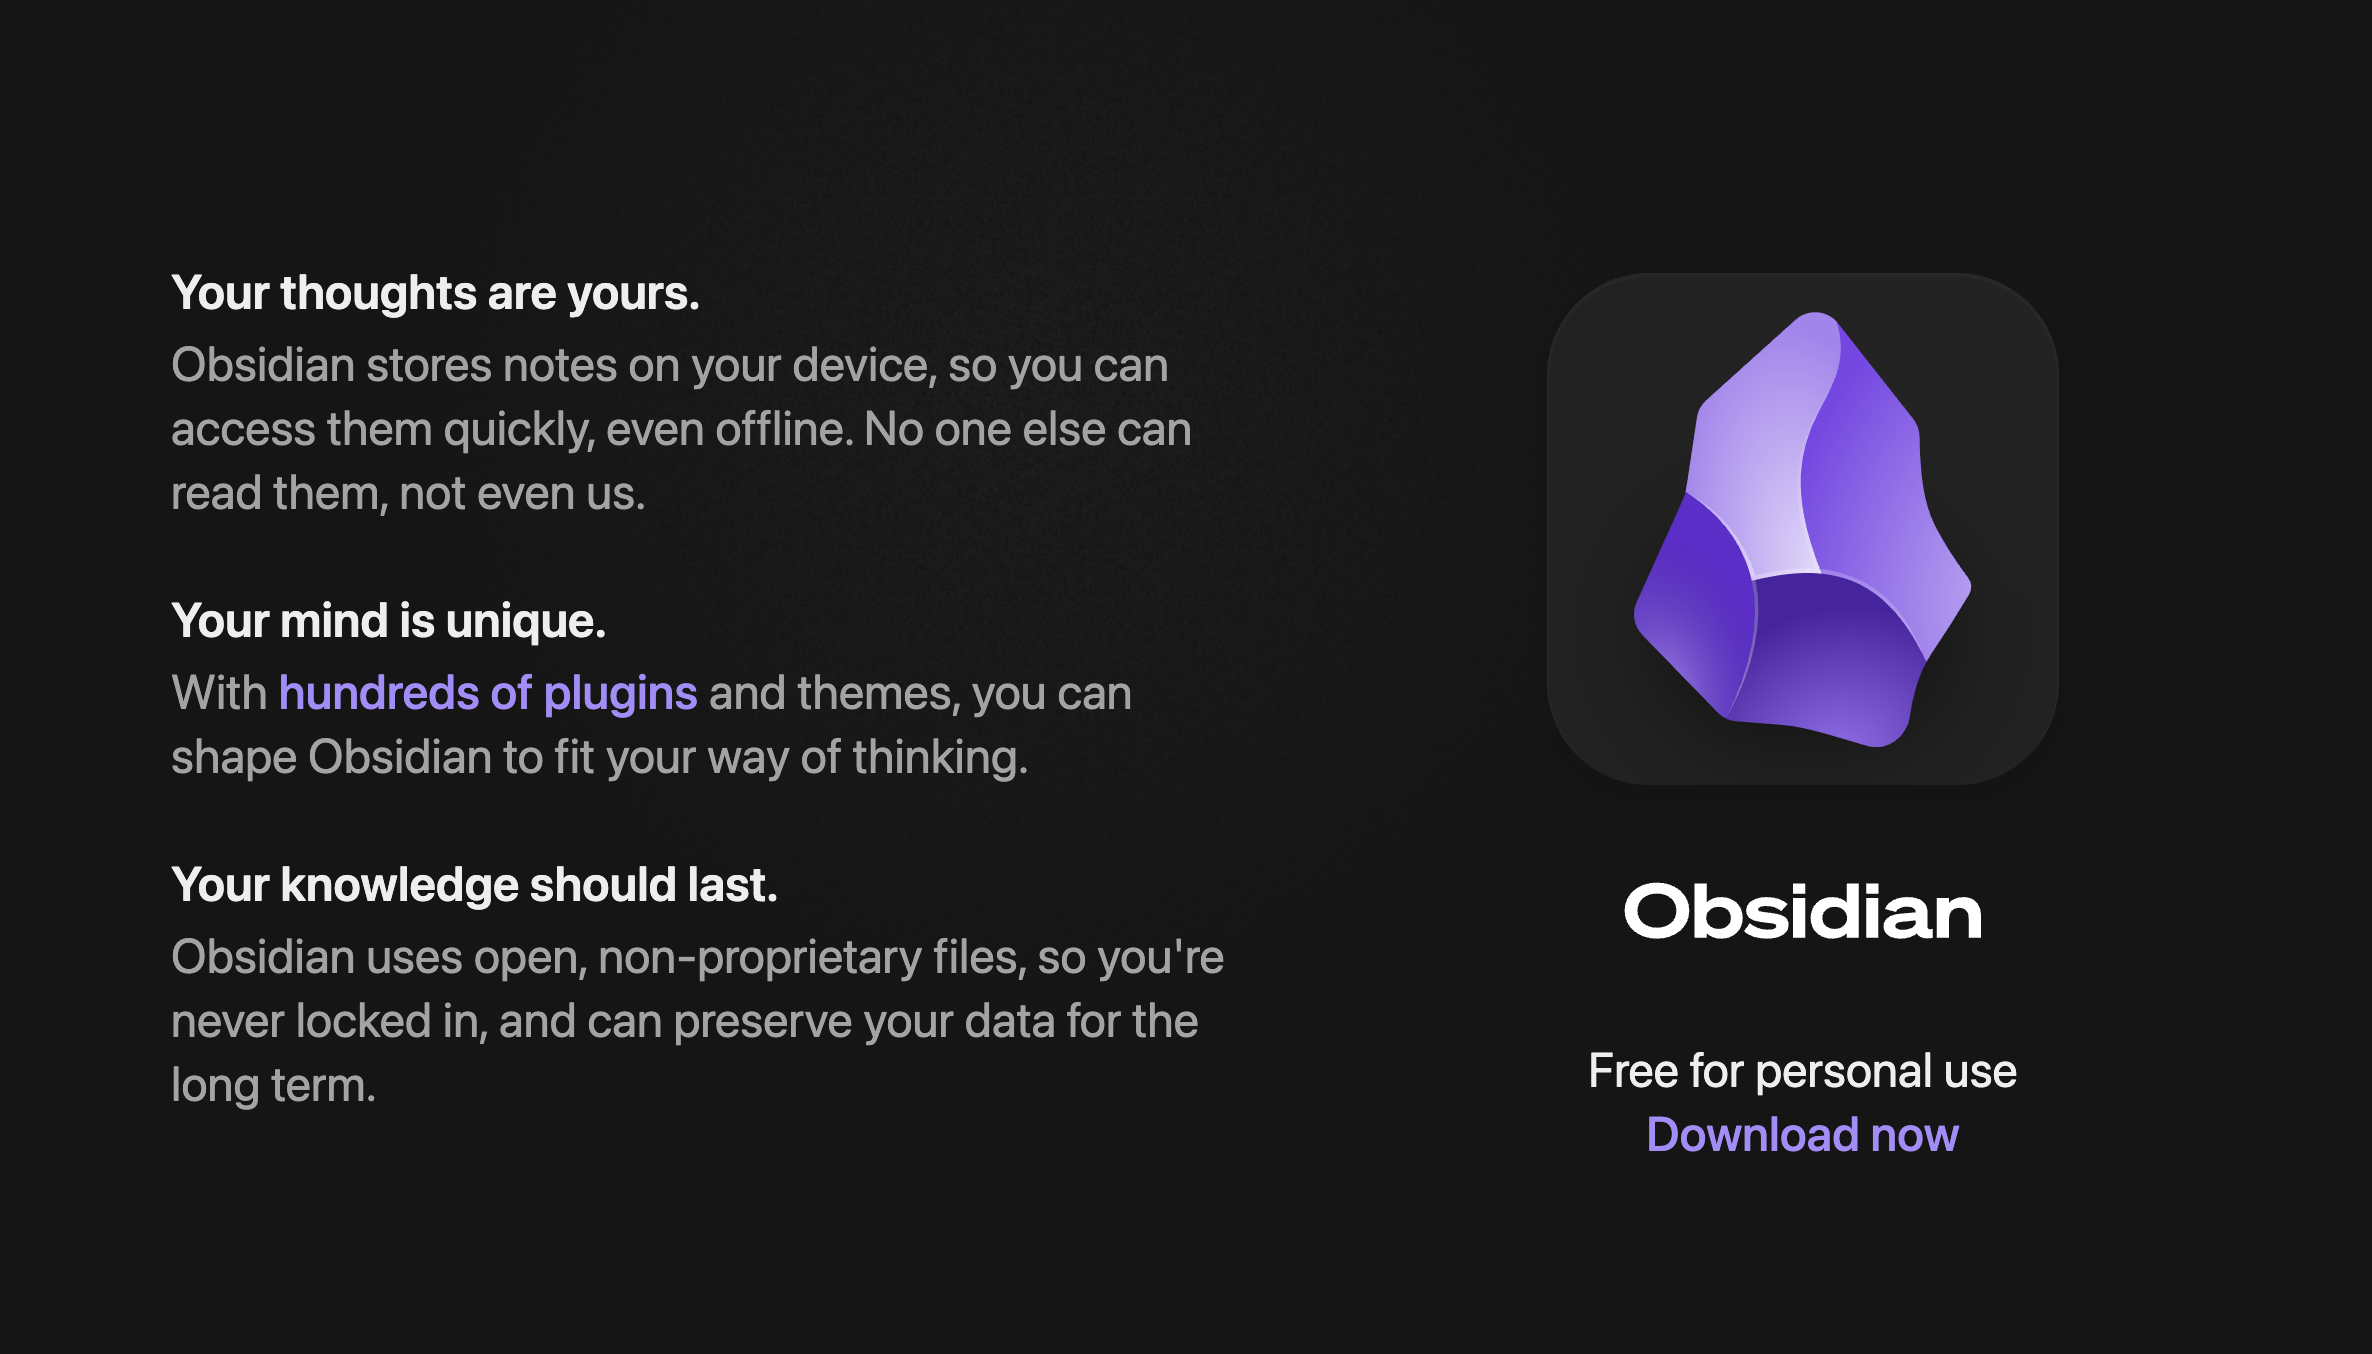 Your thoughts are yours.
Obsidian stores notes on your device, so you can
access them quickly, even offline. No one else can
read them, not even us.
Your mind is unique.
With hundreds of plugins and themes, you can
shape Obsidian to fit your way of thinking.
Your knowledge should last.
Obsidian uses open, non-proprietary files, so you're
never locked in, and can preserve your data for the
long term.
Obsidian
Free for personal use
Download now